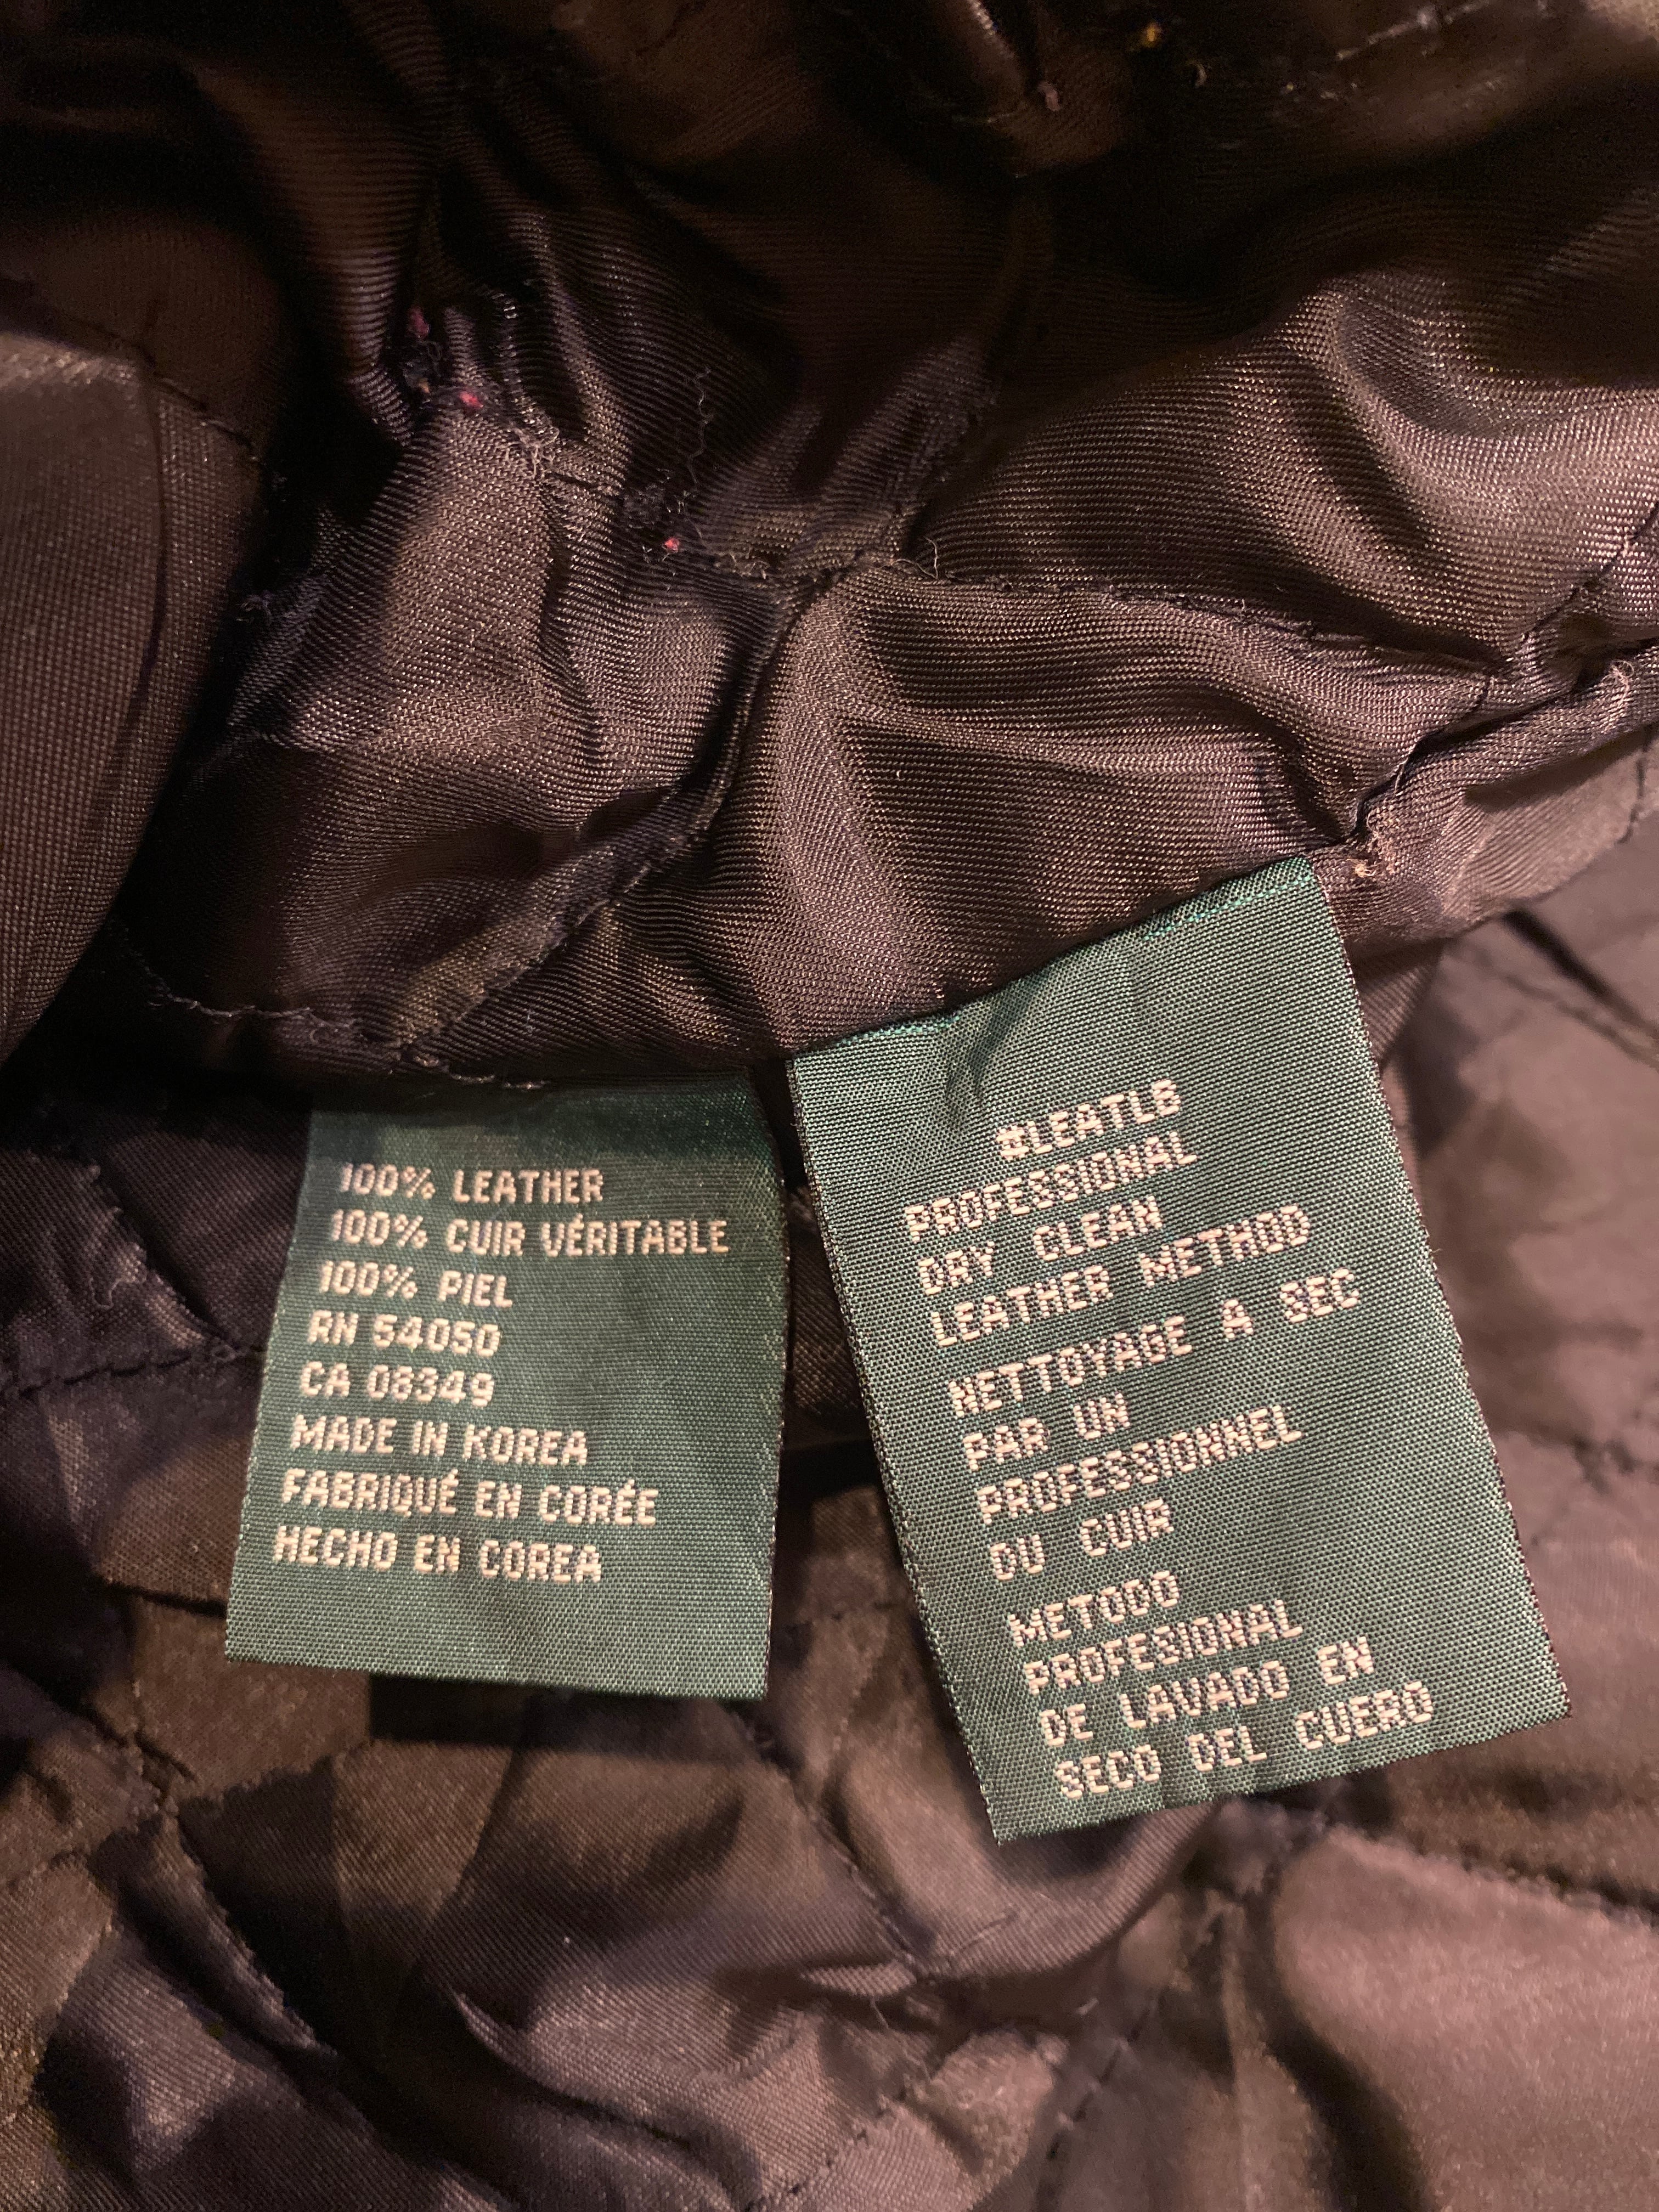 100% LEATHER
100% CUIR VÉRITABLE
100% PIEL
RN 54050
CA 08349
MADE IN KOREA
FABRIQUÉ EN CORÉE
HECHO EN COREA
PROFESSIONAL
DRY CLEAN
LEATHER METHOD
NETTOYAGE A SEC
PAR UN
PROFESSIONNEL
DU CUIR
METODO
PROFESIONAL
DE LAVADO EN
SECO DEL CUERO